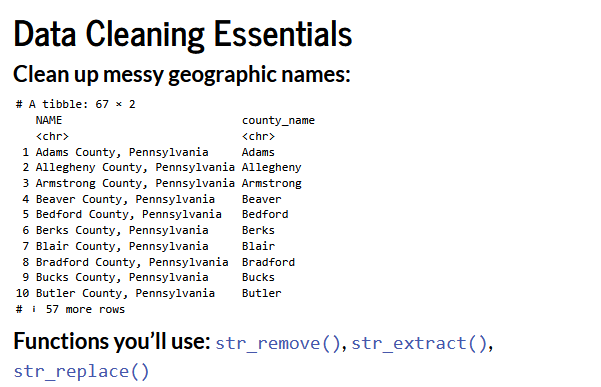 Data Cleaning Essentials
Clean up messy geographic names:
# A tibble: 67 × 2
   NAME                           county_name
   <chr>                          <chr>
 1 Adams County, Pennsylvania     Adams
 2 Allegheny County, Pennsylvania Allegheny
 3 Armstrong County, Pennsylvania Armstrong
 4 Beaver County, Pennsylvania    Beaver
 5 Bedford County, Pennsylvania   Bedford
 6 Berks County, Pennsylvania     Berks
 7 Blair County, Pennsylvania     Blair
 8 Bradford County, Pennsylvania  Bradford
 9 Bucks County, Pennsylvania     Bucks
10 Butler County, Pennsylvania    Butler
# ℹ 57 more rows
Functions you’ll use: str_remove(), str_extract(),
str_replace()